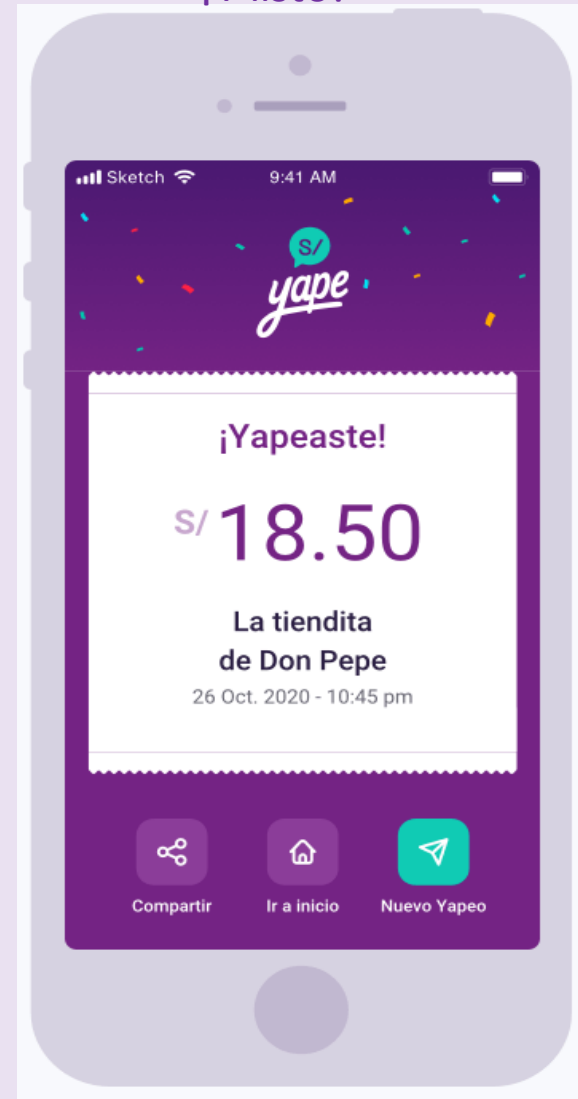 Sketch 9:41 AM
S/
yape
¡Yapeaste!
S/ 18.50
La tiendita
de Don Pepe
26 Oct. 2020 - 10:45 pm
Compartir Ir a inicio Nuevo Yapeo